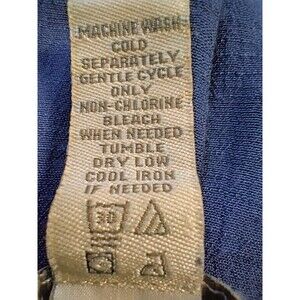 MACHINE WASH
COLD
SEPARATELY
GENTLE CYCLE
ONLY
NON-CHLORINE
BLEACH
WHEN NEEDED
TUMBLE
DRY LOW
COOL IRON
IF NEEDED
30